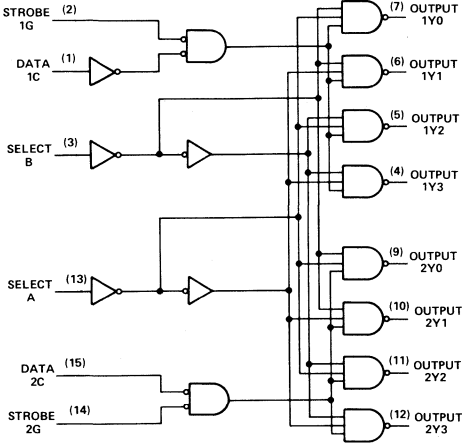 STROBE (2)
1G
DATA (1)
1C
SELECT (3)
B
SELECT (13)
A
DATA (15)
2C
STROBE (14)
2G
(7) OUTPUT
1Y0
(6) OUTPUT
1Y1
(5) OUTPUT
1Y2
(4) OUTPUT
1Y3
(9) OUTPUT
2Y0
(10) OUTPUT
2Y1
(11) OUTPUT
2Y2
(12) OUTPUT
2Y3